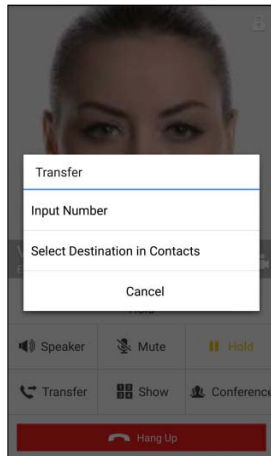 Transfer
Input Number
Select Destination in Contacts
Cancel
Hold
Speaker Mute Hold
Transfer Show Conference
Hang Up